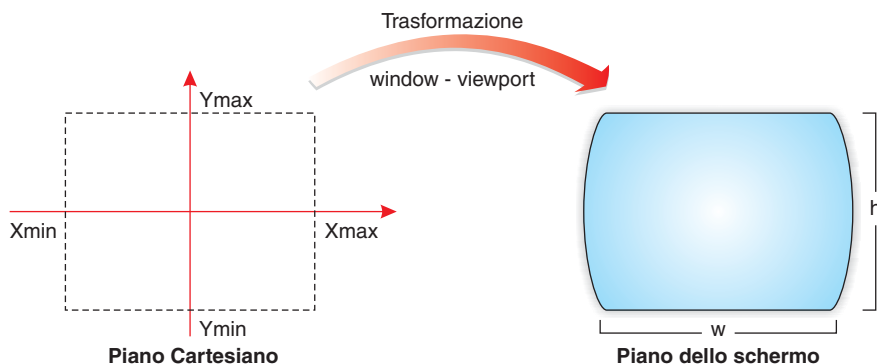 Trasformazione
window - viewport
Ymax
Xmin
Xmax
Ymin
Piano Cartesiano
h
w
Piano dello schermo